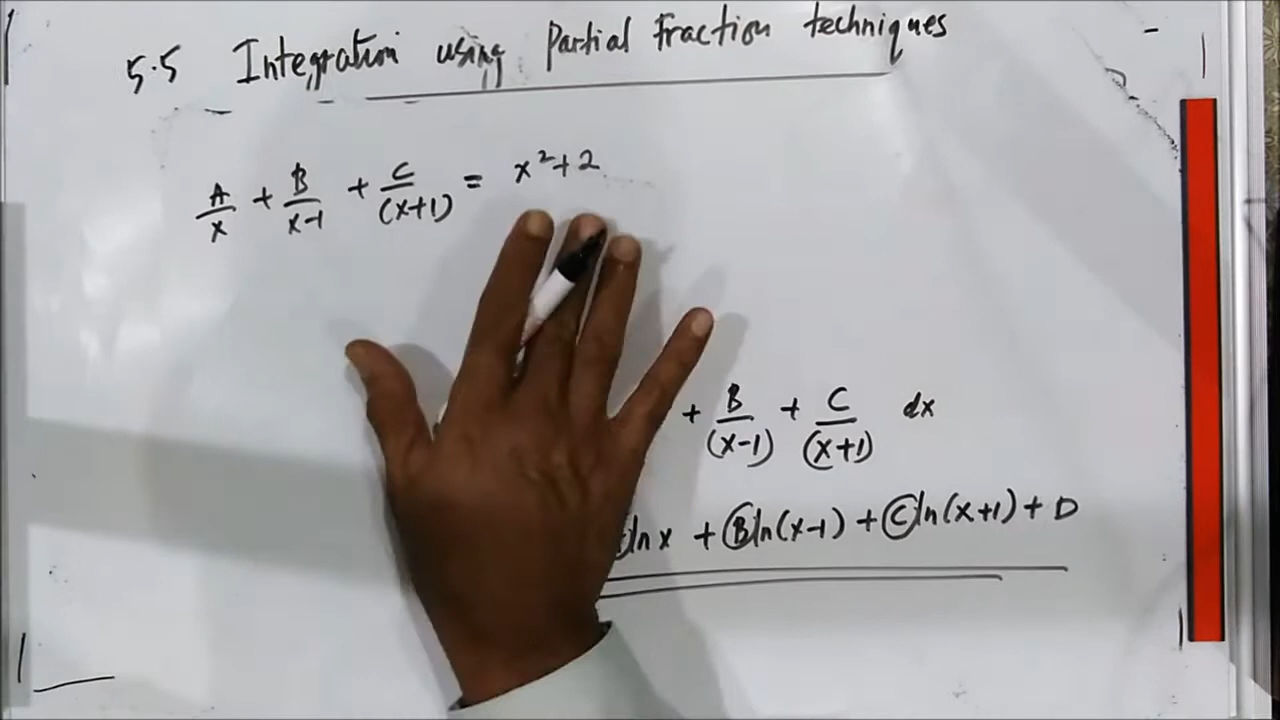 5.5 Integration using Partial Fraction techniques
A/x + B/x-1 + C/(x+1) = x²+2
+ B/(x-1) + C/(x+1) dx
ln x + B ln(x-1) + C ln(x+1) + D